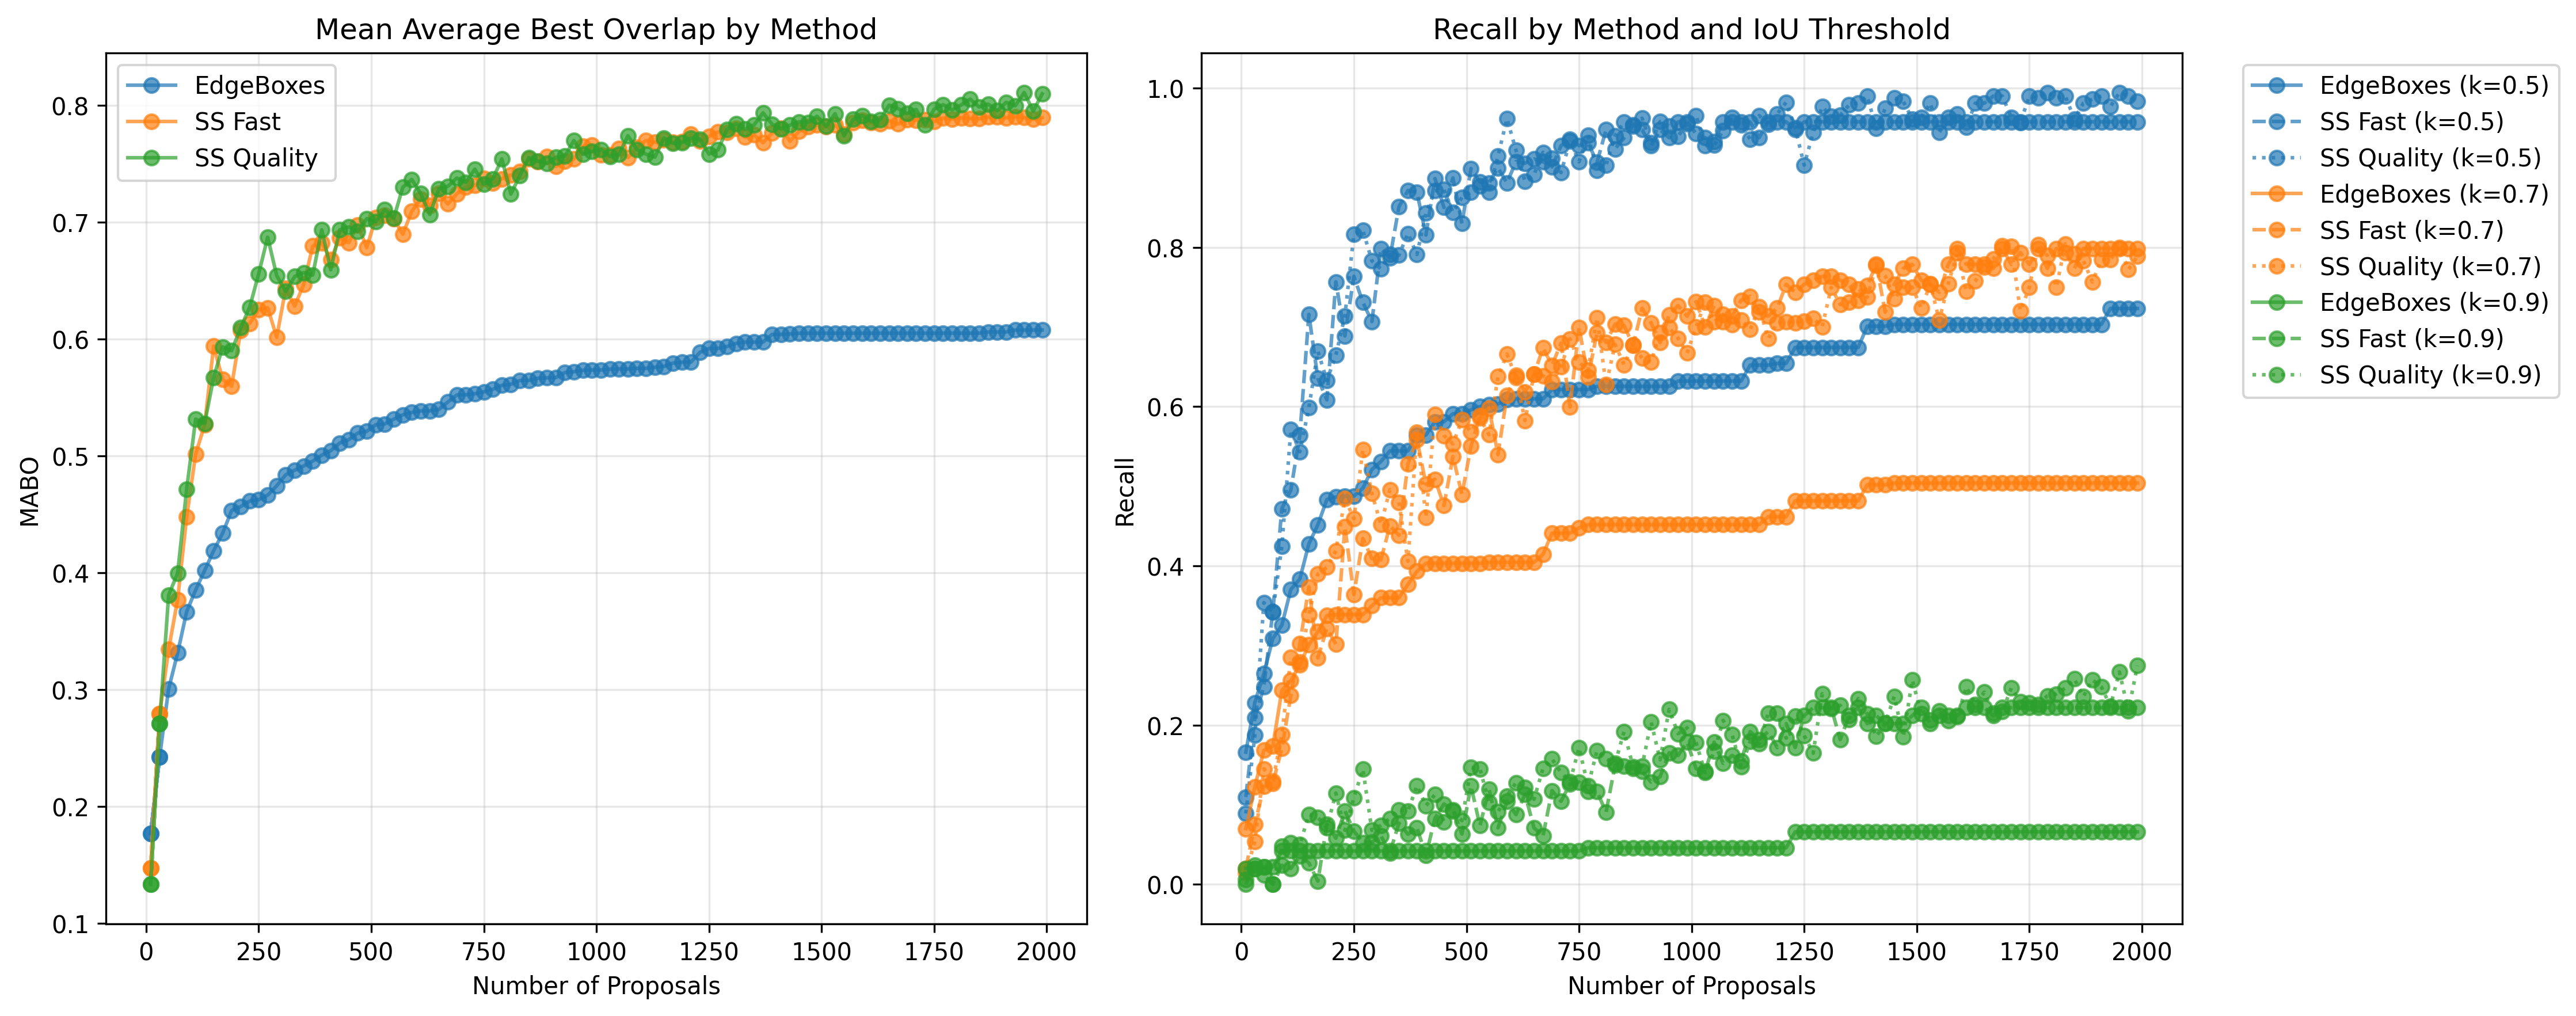 Mean Average Best Overlap by Method
EdgeBoxes
SS Fast
SS Quality
MABO
0.8
0.7
0.6
0.5
0.4
0.3
0.2
0.1
0 250 500 750 1000 1250 1500 1750 2000
Number of Proposals
Recall by Method and IoU Threshold
Recall
1.0
0.8
0.6
0.4
0.2
0.0
0 250 500 750 1000 1250 1500 1750 2000
Number of Proposals
EdgeBoxes (k=0.5)
SS Fast (k=0.5)
SS Quality (k=0.5)
EdgeBoxes (k=0.7)
SS Fast (k=0.7)
SS Quality (k=0.7)
EdgeBoxes (k=0.9)
SS Fast (k=0.9)
SS Quality (k=0.9)